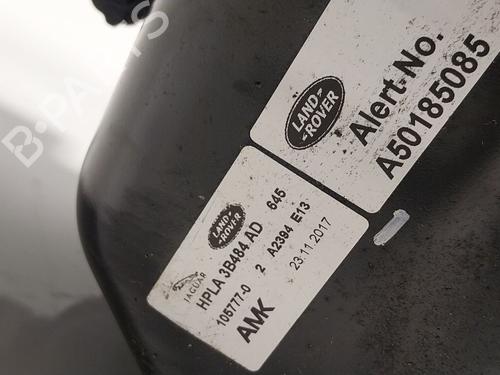 B-PARTS
LAND
ROVER
Alert-No.
A50185085
JAGUAR
LAND
ROVER
HPLA 3B484 AD 645
105777-0 2 A2394 E13
AMK 23.11.2017